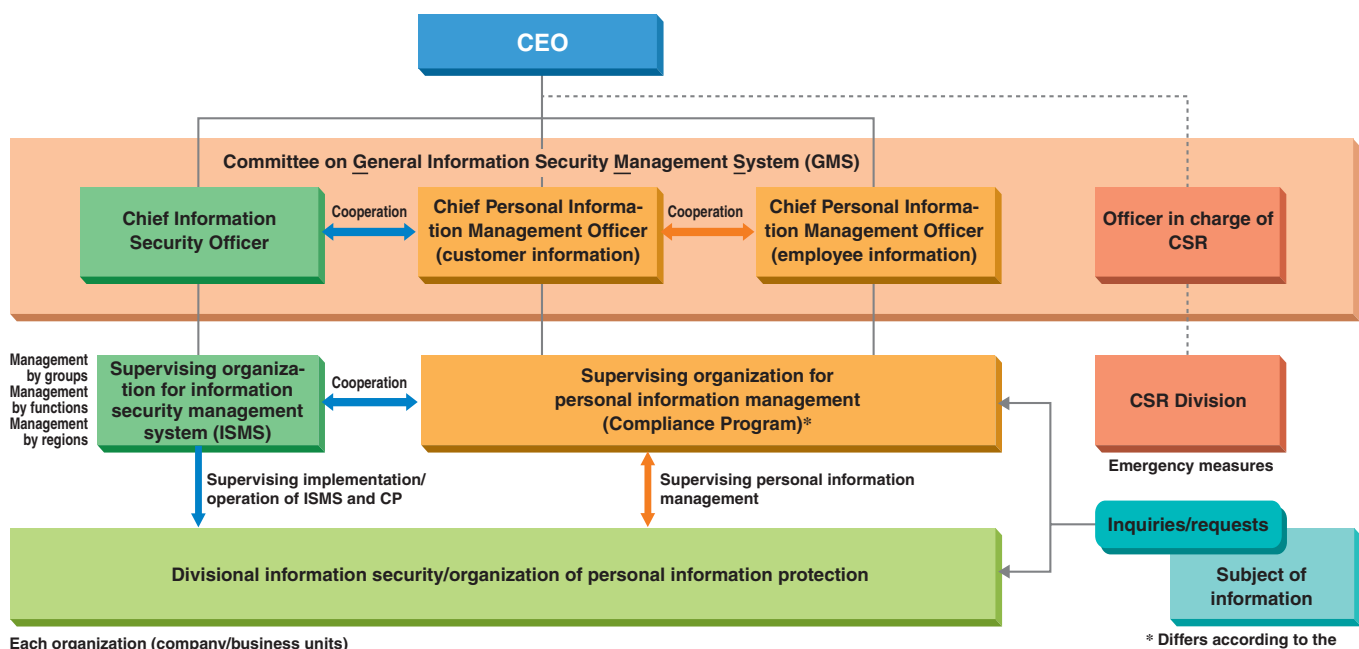 CEO
Committee on General Information Security Management System (GMS)
Chief Information
Security Officer
Cooperation
Chief Personal Informa-
tion Management Officer
(customer information)
Cooperation
Chief Personal Informa-
tion Management Officer
(employee information)
Officer in charge of
CSR
Management
by groups
Management
by functions
Management
by regions
Supervising organiza-
tion for information
security management
system (ISMS)
Cooperation
Supervising organization for
personal information management
(Compliance Program)*
CSR Division
Emergency measures
Supervising implementation/
operation of ISMS and CP
Supervising personal information
management
Inquiries/requests
Divisional information security/organization of personal information protection
Subject of
information
Each organization (company/business units)
* Differs according to the